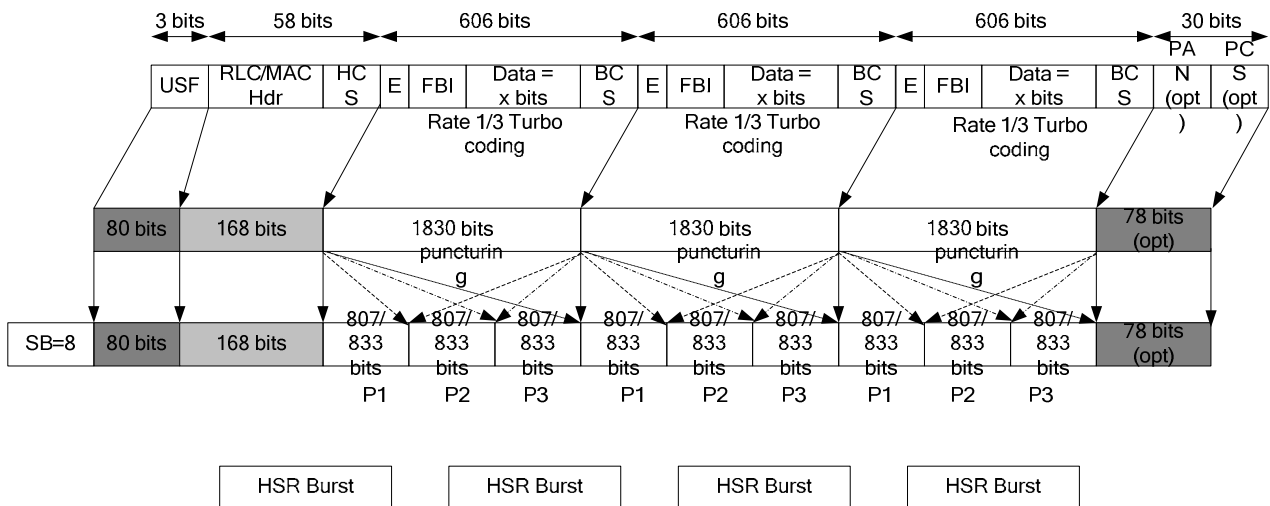 3 bits 58 bits 606 bits 606 bits 606 bits 30 bits
USF RLC/MAC Hdr HC S E FBI Data = x bits BC S E FBI Data = x bits BC S E FBI Data = x bits BC S PA N (opt ) PC S (opt )
Rate 1/3 Turbo coding Rate 1/3 Turbo coding Rate 1/3 Turbo coding
80 bits 168 bits 1830 bits puncturin g 1830 bits puncturin g 1830 bits puncturin g 78 bits (opt)
SB=8 80 bits 168 bits 807/ 833 bits 807/ 833 bits 807/ 833 bits 807/ 833 bits 807/ 833 bits 807/ 833 bits 807/ 833 bits 807/ 833 bits 807/ 833 bits 78 bits (opt)
P1 P2 P3 P1 P2 P3 P1 P2 P3
HSR Burst HSR Burst HSR Burst HSR Burst